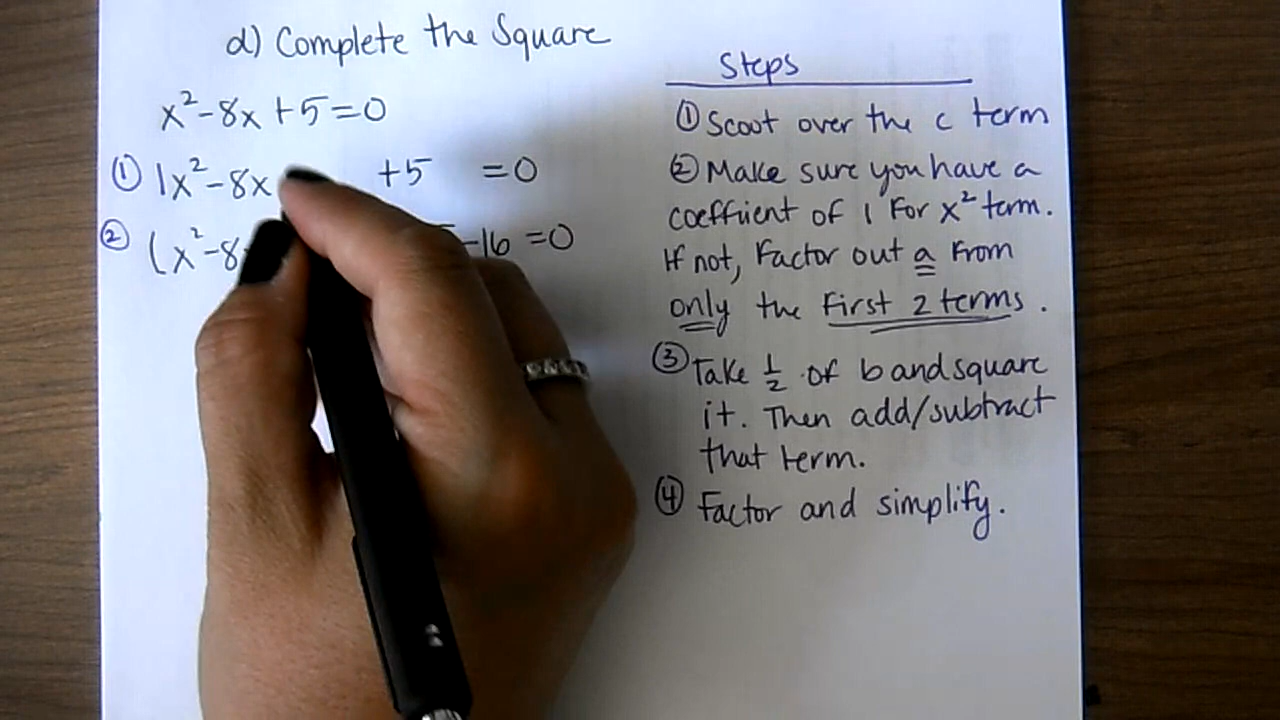 d) Complete the Square
x²-8x+5=0
① 1x²-8x +5 =0
② (x²-8 -16 =0
Steps
① Scoot over the c term
② Make sure you have a
coeffient of 1 for x² term.
If not, Factor out a From
only the first 2 terms.
③ Take 1/2 of b and square
it. Then add/subtract
that term.
④ Factor and simplify.